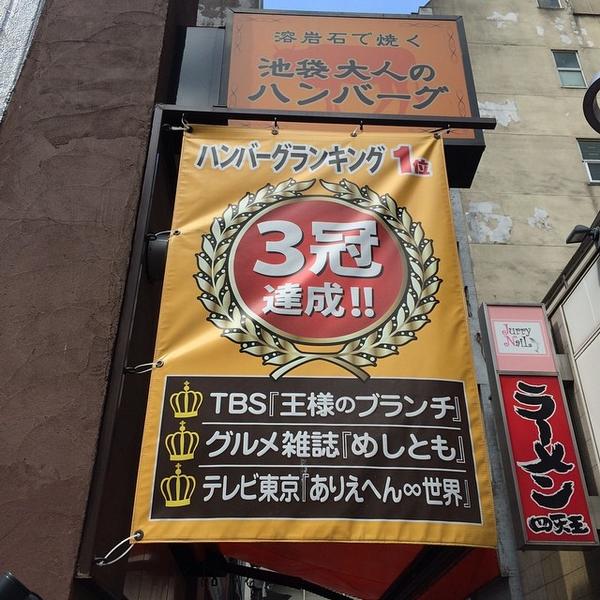 溶岩石で焼く
池袋大人の
ハンバーグ
ハンバーグランキング1位
3冠
達成!!
TBS『王様のブランチ』
グルメ雑誌『めしとも』
テレビ東京『ありえへん∞世界』
Jurry
Nail
ラーメン
四天王